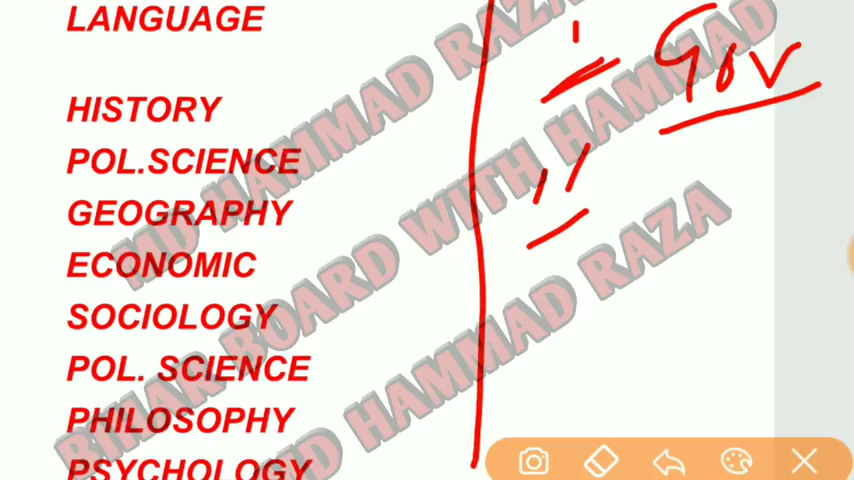 LANGUAGE
HISTORY
POL.SCIENCE
GEOGRAPHY
ECONOMIC
SOCIOLOGY
POL. SCIENCE
PHILOSOPHY
PSYCHOLOGY
Gov
MD HAMMAD RAZA
BIHAR BOARD WITH HAMMAD
MD HAMMAD RAZA